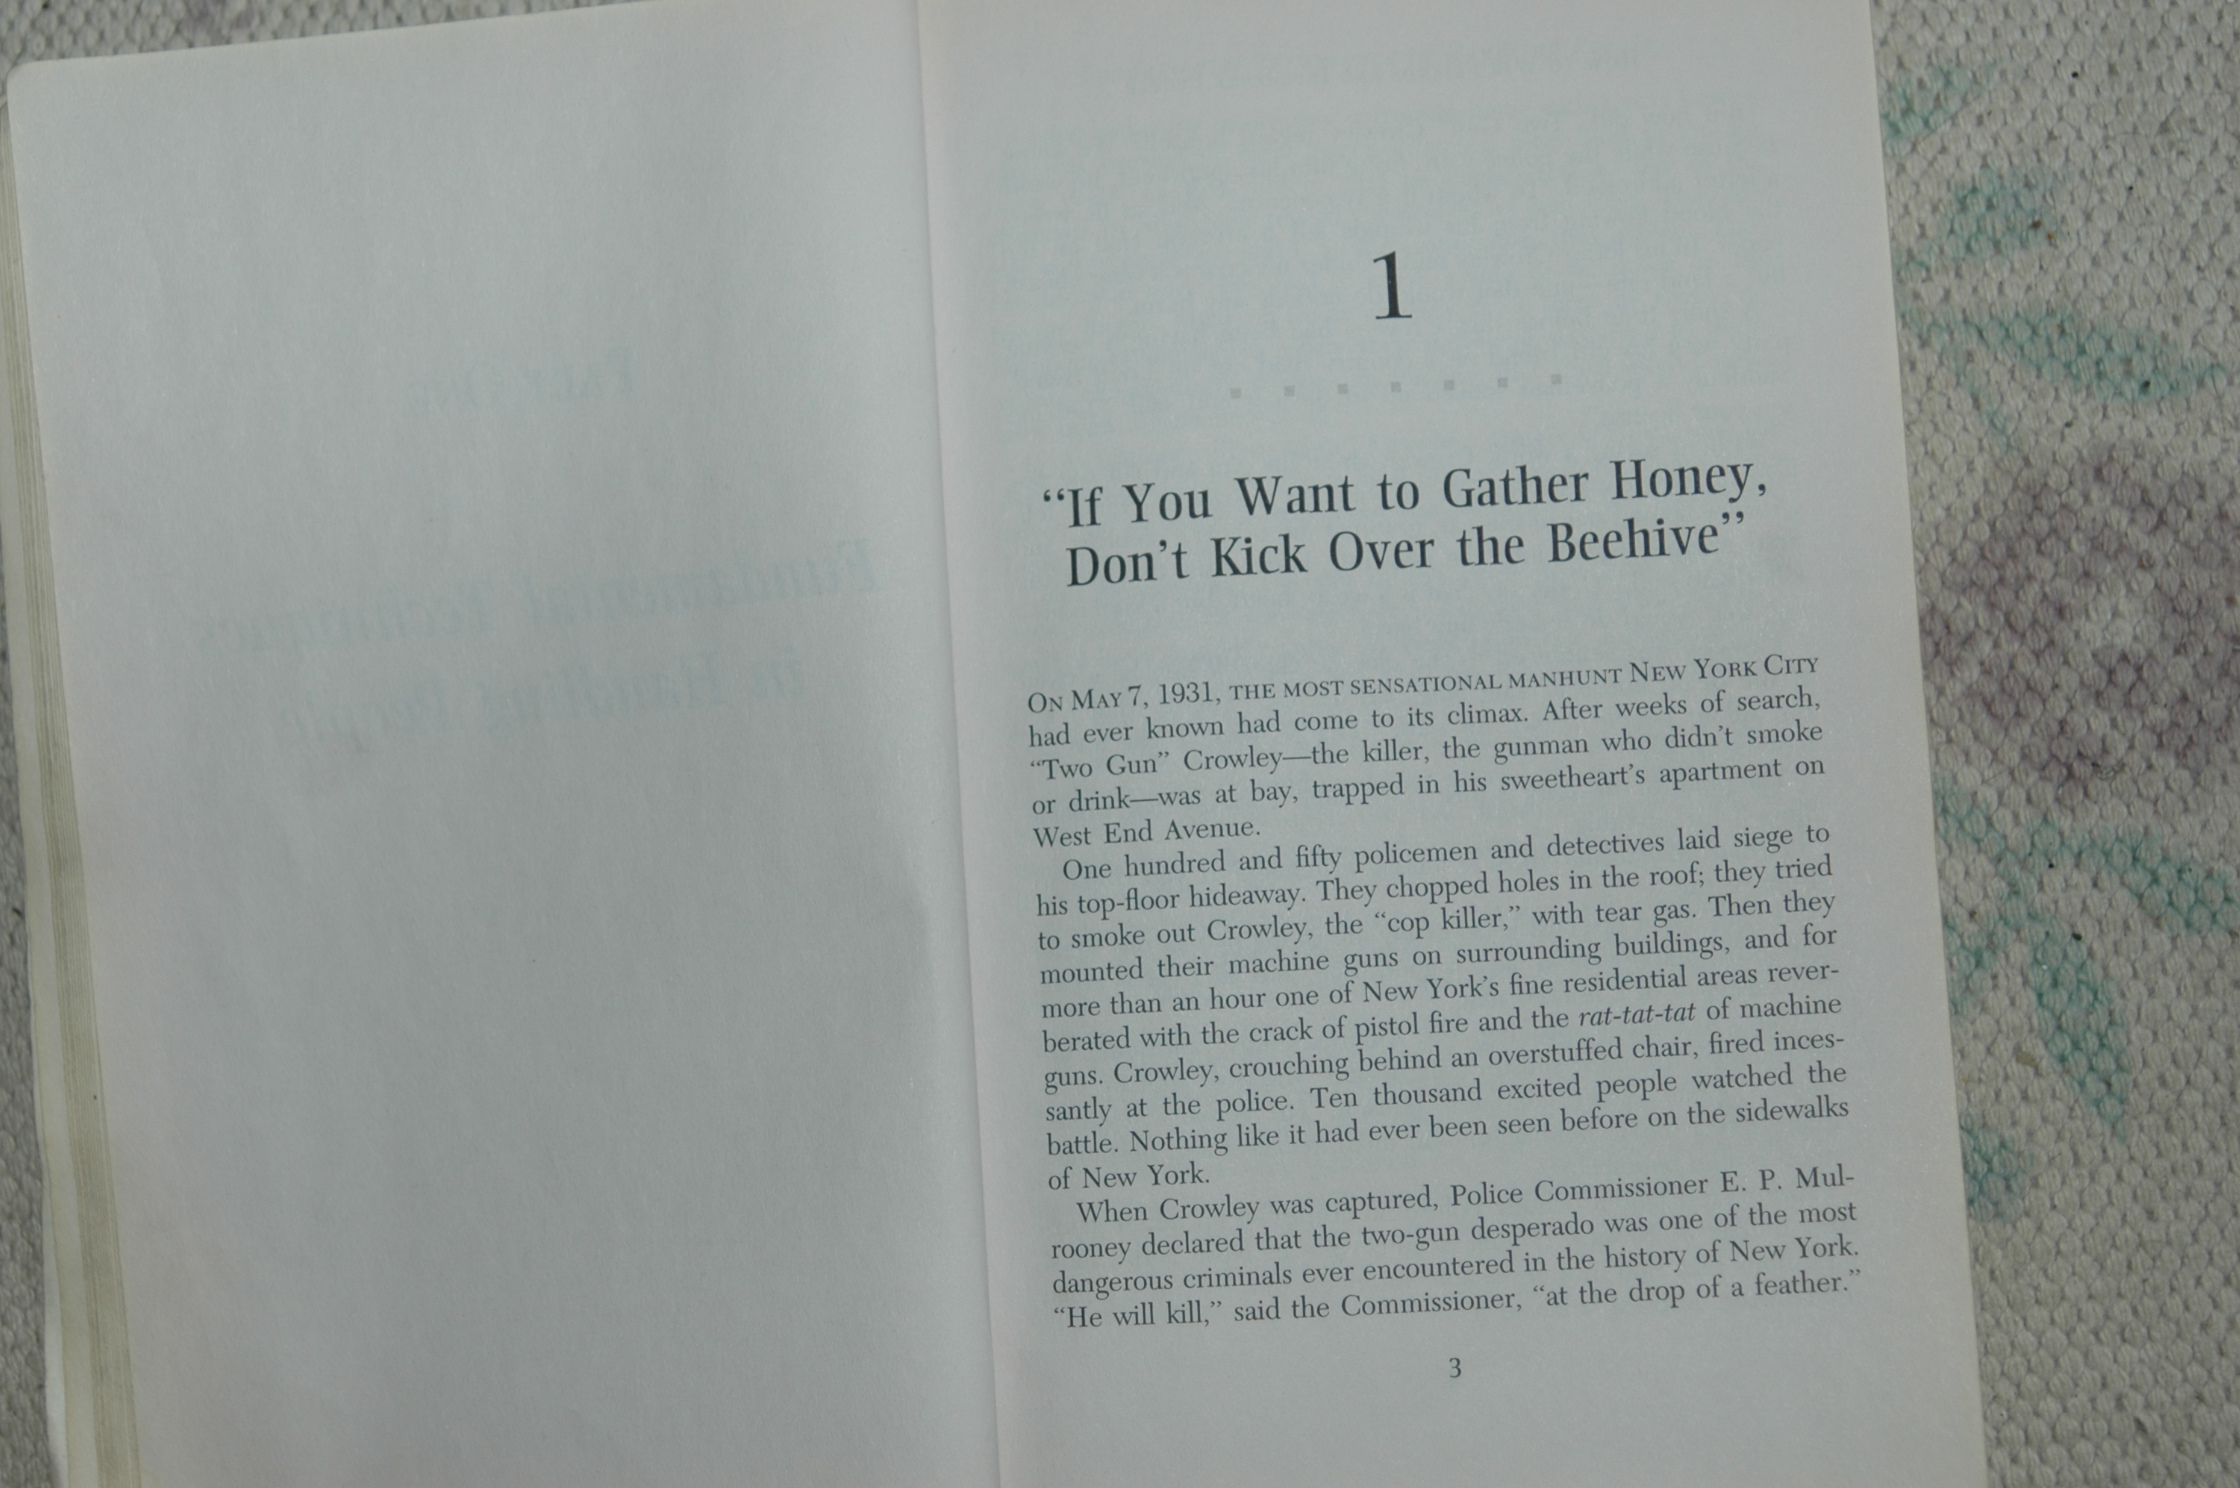 1
“If You Want to Gather Honey,
Don’t Kick Over the Beehive”
On May 7, 1931, the most sensational manhunt New York City
had ever known had come to its climax. After weeks of search,
“Two Gun” Crowley—the killer, the gunman who didn’t smoke
or drink—was at bay, trapped in his sweetheart’s apartment on
West End Avenue.
One hundred and fifty policemen and detectives laid siege to
his top-floor hideaway. They chopped holes in the roof; they tried
to smoke out Crowley, the “cop killer,” with tear gas. Then they
mounted their machine guns on surrounding buildings, and for
more than an hour one of New York’s fine residential areas rever-
berated with the crack of pistol fire and the rat-tat-tat of machine
guns. Crowley, crouching behind an overstuffed chair, fired inces-
santly at the police. Ten thousand excited people watched the
battle. Nothing like it had ever been seen before on the sidewalks
of New York.
When Crowley was captured, Police Commissioner E. P. Mul-
rooney declared that the two-gun desperado was one of the most
dangerous criminals ever encountered in the history of New York.
“He will kill,” said the Commissioner, “at the drop of a feather.”
3